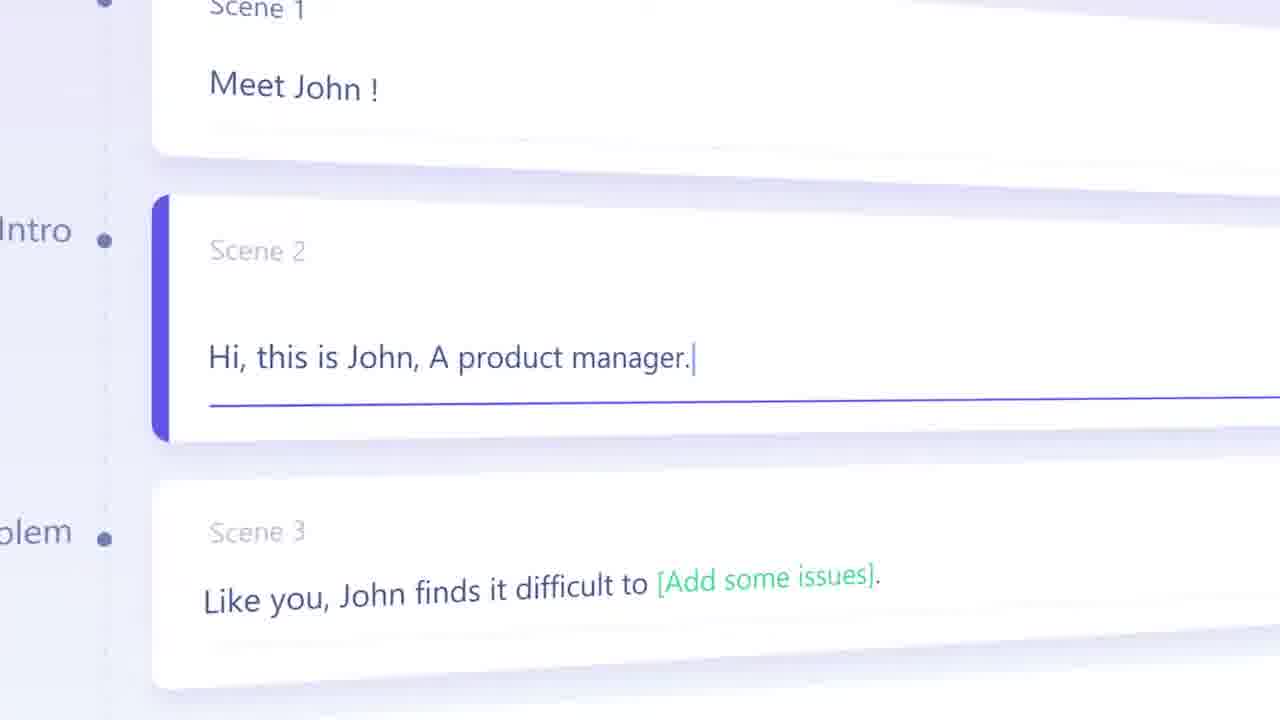 Scene 1
Meet John !
Intro
Scene 2
Hi, this is John, A product manager.
Scene 3
Like you, John finds it difficult to [Add some issues].